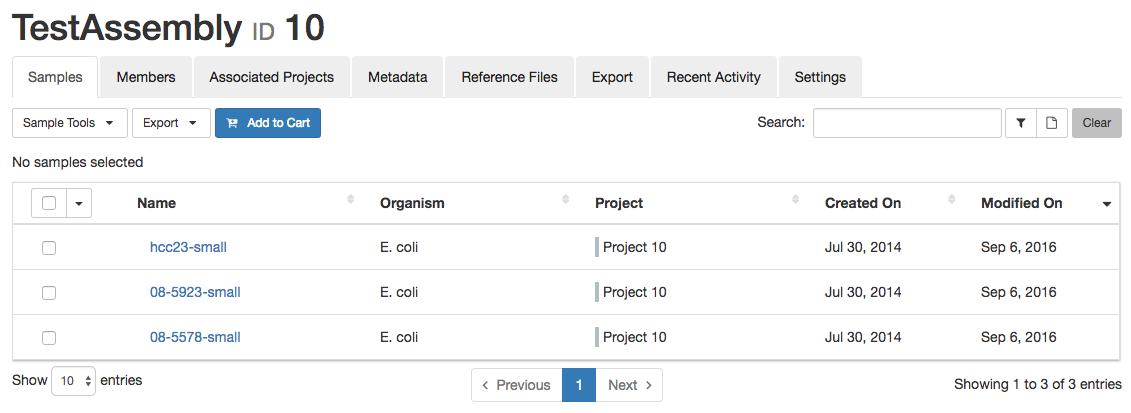 TestAssembly ID 10
Samples Members Associated Projects Metadata Reference Files Export Recent Activity Settings
Sample Tools Export Add to Cart Search: Clear
No samples selected
Name Organism Project Created On Modified On
hcc23-small E. coli Project 10 Jul 30, 2014 Sep 6, 2016
08-5923-small E. coli Project 10 Jul 30, 2014 Sep 6, 2016
08-5578-small E. coli Project 10 Jul 30, 2014 Sep 6, 2016
Show 10 entries Previous 1 Next Showing 1 to 3 of 3 entries